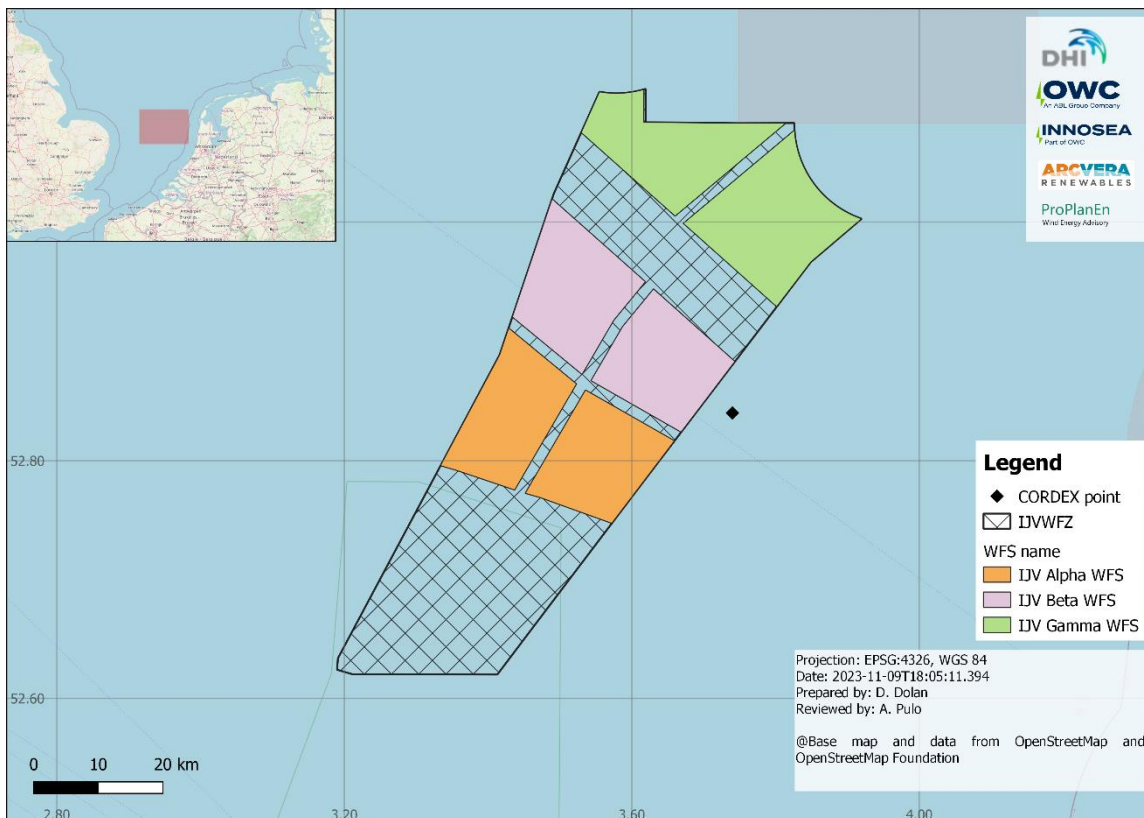 DHI
OWC
An ABL Group Company
INNOSEA
Part of OWC
ARCVERA
RENEWABLES
ProPlanEn
Wind Energy Advisory
52.80
52.60
Legend
CORDEX point
IJVWFZ
WFS name
IJV Alpha WFS
IJV Beta WFS
IJV Gamma WFS
Projection: EPSG:4326, WGS 84
Date: 2023-11-09T18:05:11.394
Prepared by: D. Dolan
Reviewed by: A. Pulo
@Base map and data from OpenStreetMap and
OpenStreetMap Foundation
0 10 20 km
2.80 3.20 3.60 4.00